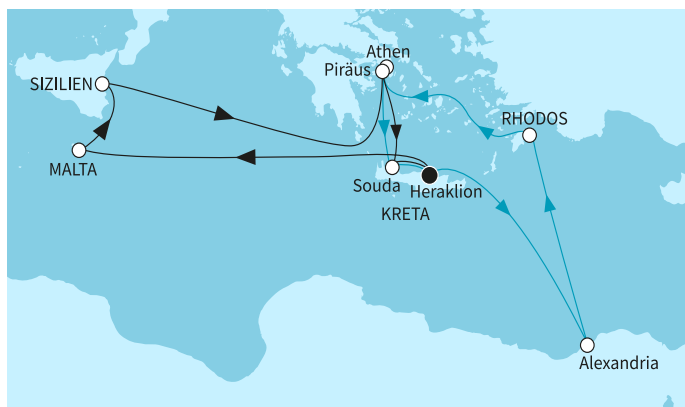 Athen
Piräus
SIZILIEN
RHODOS
MALTA
Souda
Heraklion
KRETA
Alexandria